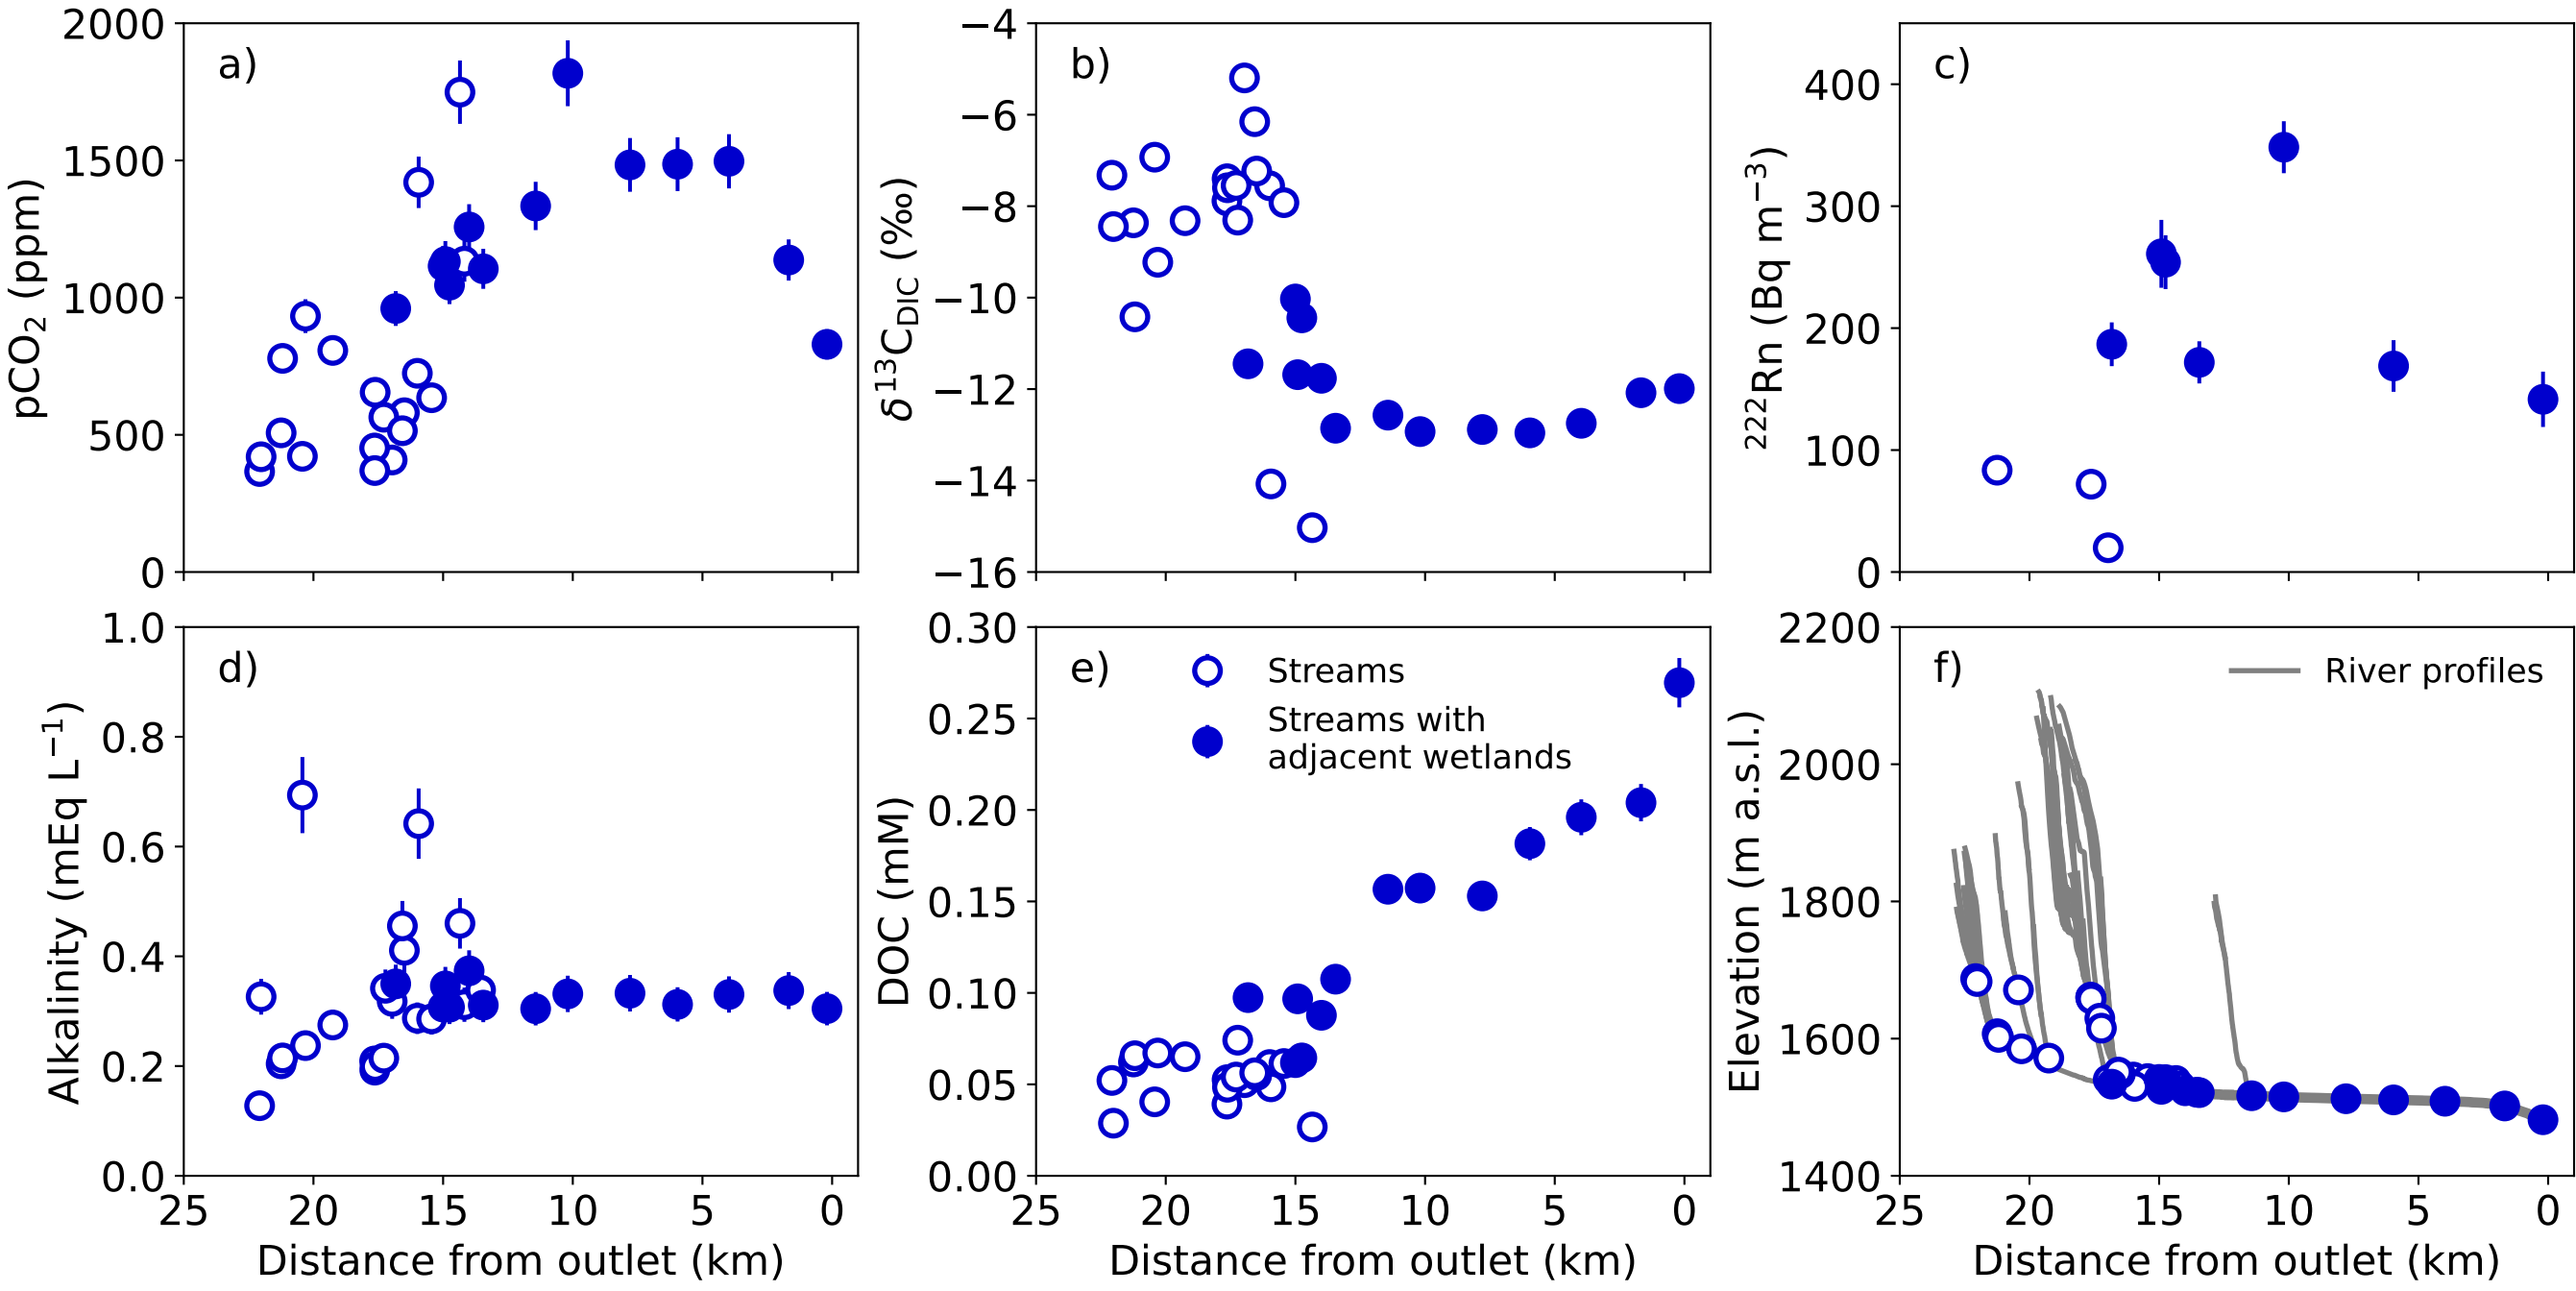 a)
pCO₂ (ppm)
2000
1500
1000
500
0
b)
δ¹³C_DIC (‰)
−4
−6
−8
−10
−12
−14
−16
c)
²²²Rn (Bq m⁻³)
400
300
200
100
0
d)
Alkalinity (mEq L⁻¹)
1.0
0.8
0.6
0.4
0.2
0.0
25 20 15 10 5 0
Distance from outlet (km)
e)
Streams
Streams with
adjacent wetlands
DOC (mM)
0.30
0.25
0.20
0.15
0.10
0.05
0.00
25 20 15 10 5 0
Distance from outlet (km)
f)
River profiles
Elevation (m a.s.l.)
2200
2000
1800
1600
1400
25 20 15 10 5 0
Distance from outlet (km)